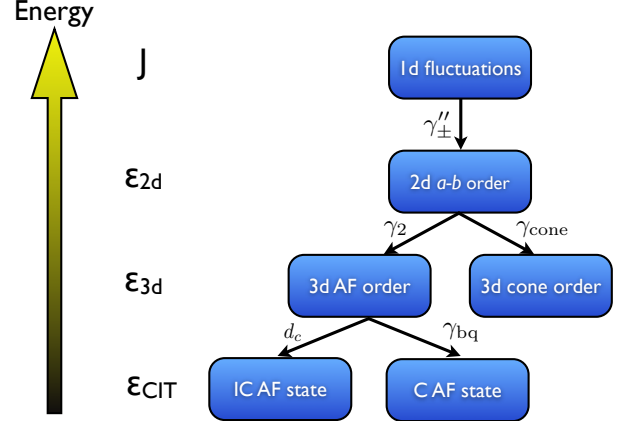 Energy
J
1d fluctuations
γ″±
ε2d
2d a-b order
γ2
γcone
ε3d
3d AF order
3d cone order
dc
γbq
εCIT
IC AF state
C AF state